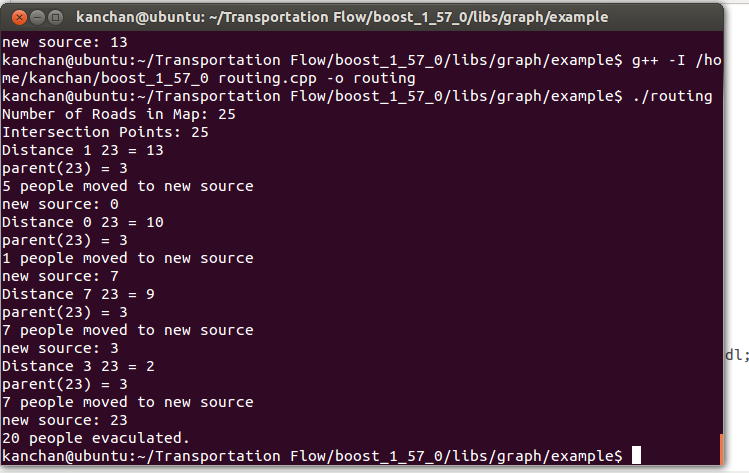 kanchan@ubuntu: ~/Transportation Flow/boost_1_57_0/libs/graph/example
new source: 13
kanchan@ubuntu:~/Transportation Flow/boost_1_57_0/libs/graph/example$ g++ -I /ho
me/kanchan/boost_1_57_0 routing.cpp -o routing
kanchan@ubuntu:~/Transportation Flow/boost_1_57_0/libs/graph/example$ ./routing
Number of Roads in Map: 25
Intersection Points: 25
Distance 1 23 = 13
parent(23) = 3
5 people moved to new source
new source: 0
Distance 0 23 = 10
parent(23) = 3
1 people moved to new source
new source: 7
Distance 7 23 = 9
parent(23) = 3
7 people moved to new source
new source: 3
Distance 3 23 = 2
parent(23) = 3
7 people moved to new source
new source: 23
20 people evaculated.
kanchan@ubuntu:~/Transportation Flow/boost_1_57_0/libs/graph/example$
dl;